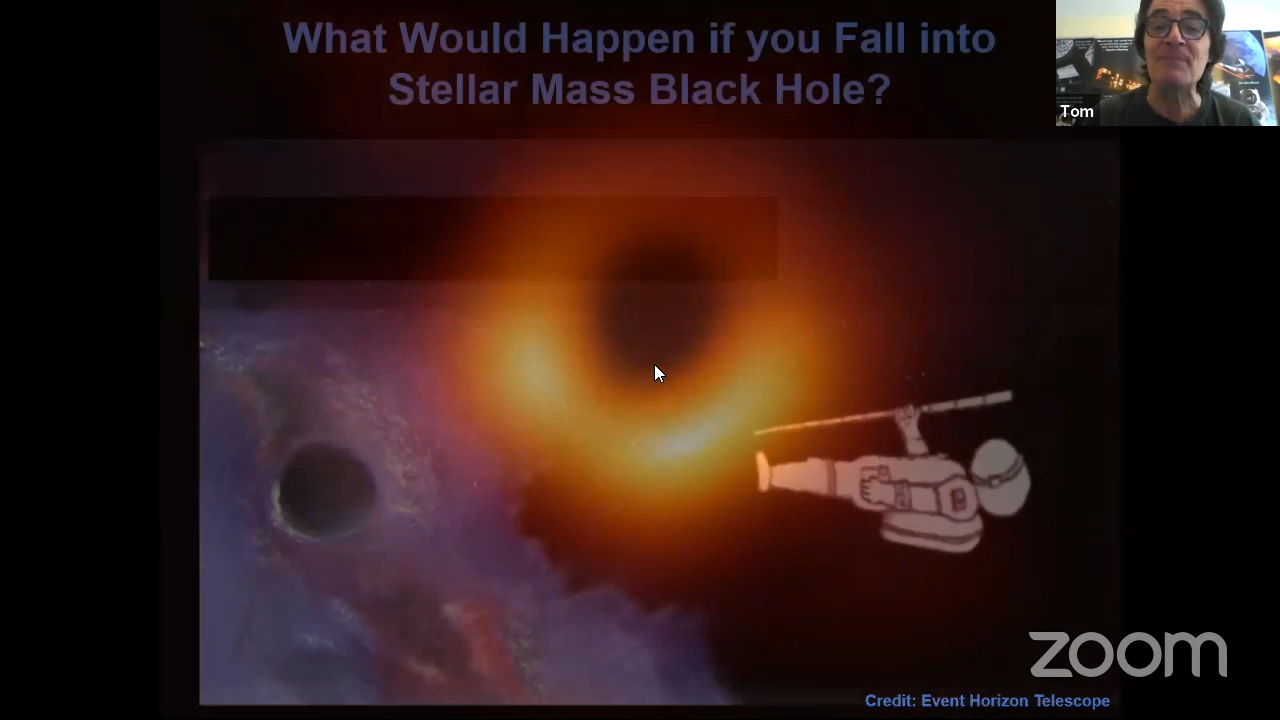 What Would Happen if you Fall into
Stellar Mass Black Hole?
Tom
zoom
Credit: Event Horizon Telescope